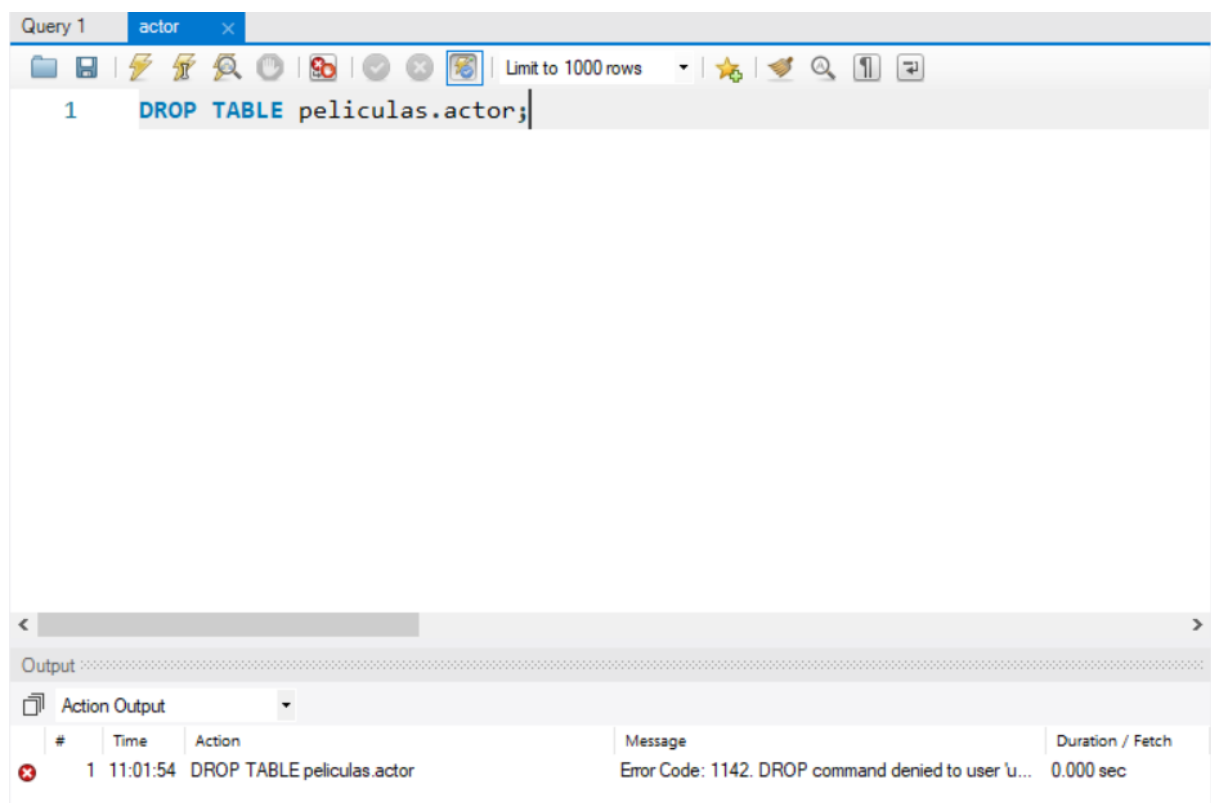 Query 1 actor
Limit to 1000 rows
1 DROP TABLE peliculas.actor;
Output
Action Output
# Time Action Message Duration / Fetch
1 11:01:54 DROP TABLE peliculas.actor Error Code: 1142. DROP command denied to user 'u... 0.000 sec